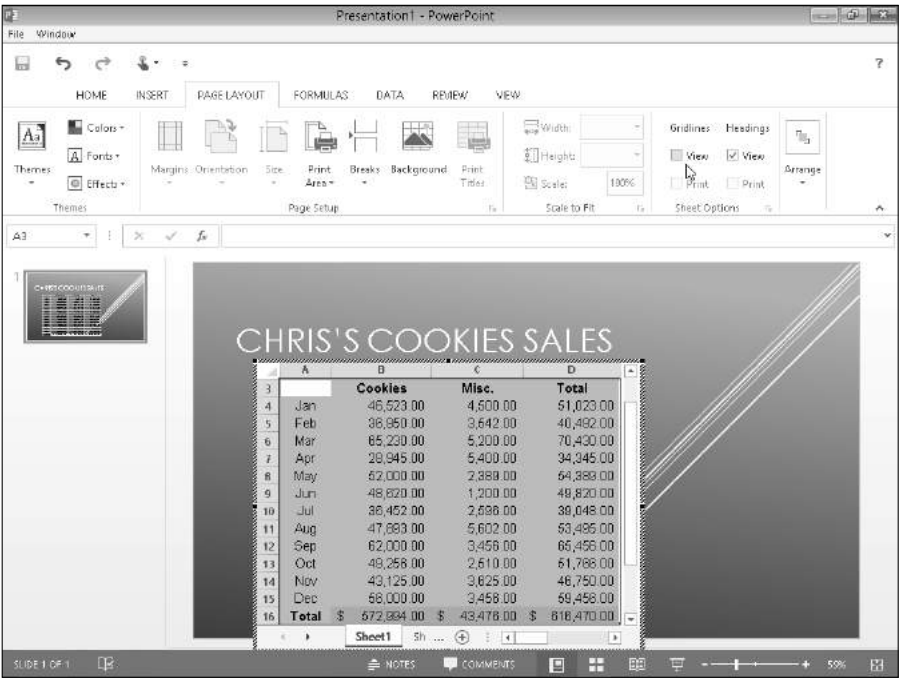 Presentation1 - PowerPoint
File Window
?
HOME INSERT PAGE LAYOUT FORMULAS DATA REVIEW VIEW
Colors Width: Gridlines Headings
Fonts Height: View View
Themes Margins Orientation Size Print Area Breaks Background Print Titles Arrange
Effects Scale: 100% Print Print
Themes Page Setup Scale to Fit Sheet Options
A3 fx
1
CHRIS'S COOKIES SALES
CHRIS'S COOKIES SALES
A B C D
3 Cookies Misc. Total
4 Jan 46,523.00 4,500.00 51,023.00
5 Feb 36,950.00 3,542.00 40,492.00
6 Mar 65,230.00 5,200.00 70,430.00
7 Apr 28,945.00 5,400.00 34,345.00
8 May 52,000.00 2,389.00 54,389.00
9 Jun 48,620.00 1,200.00 49,820.00
10 Jul 36,452.00 2,596.00 39,048.00
11 Aug 47,893.00 5,602.00 53,495.00
12 Sep 62,000.00 3,456.00 65,456.00
13 Oct 49,256.00 2,510.00 51,766.00
14 Nov 43,125.00 3,625.00 46,750.00
15 Dec 56,000.00 3,456.00 59,456.00
16 Total $ 572,994.00 $ 43,476.00 $ 616,470.00
Sheet1 Sh ...
SLIDE 1 OF 1 NOTES COMMENTS 59%